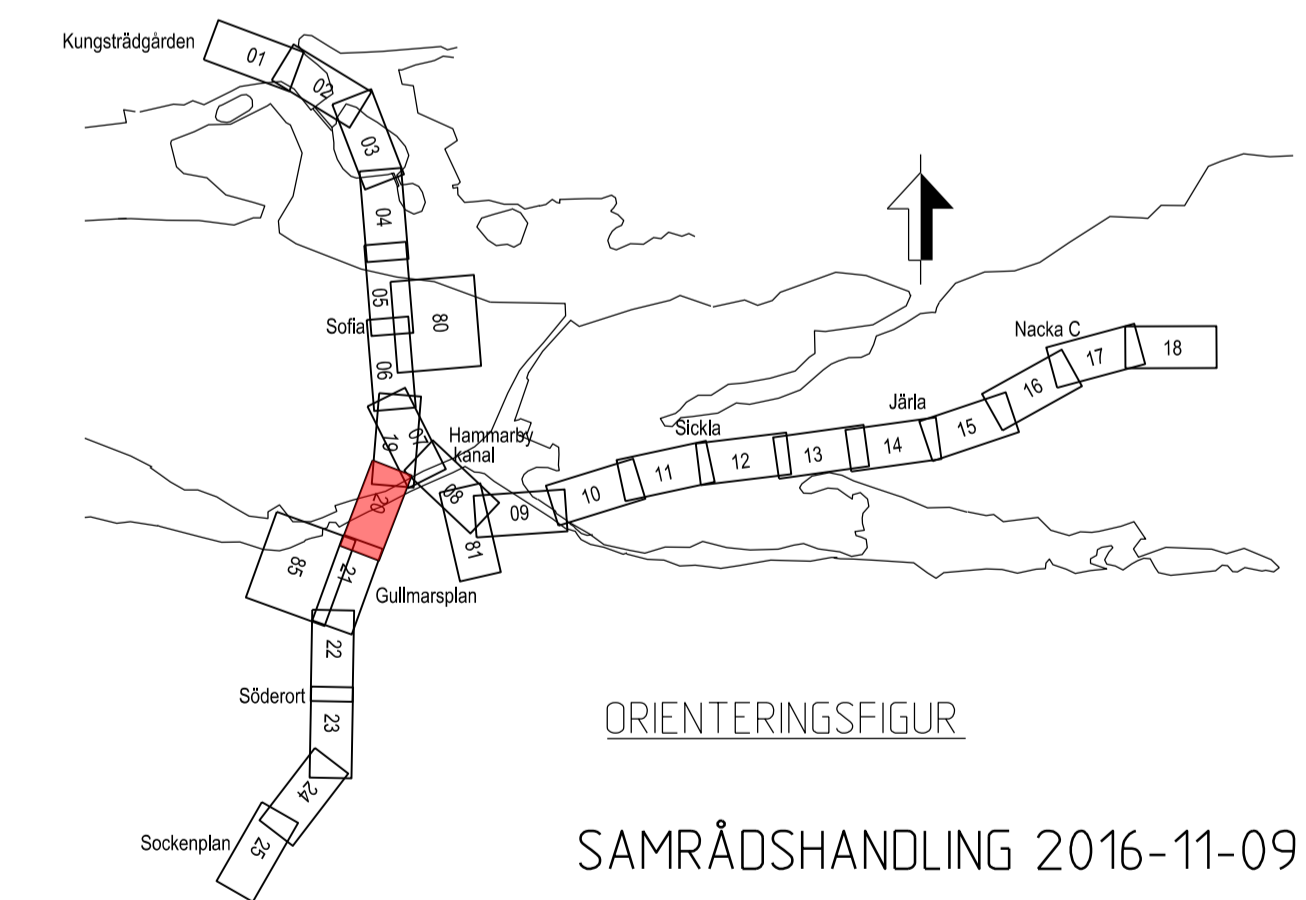 Kungsträdgården
01
02
03
04
05
80
Sofia
06
07
19
Hammarby
kanal
08
20
09
81
10
11
Sickla
12
13
Järla
14
15
16
Nacka C
17
18
85
21
Gullmarsplan
22
Söderort
23
24
Sockenplan
25
ORIENTERINGSFIGUR
SAMRÅDSHANDLING 2016-11-09